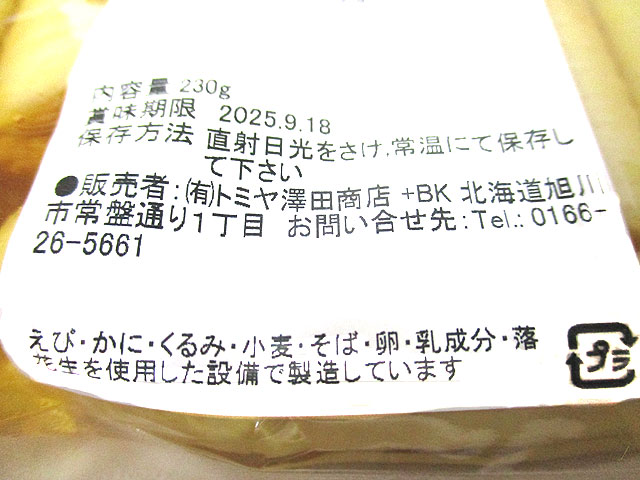 内容量 230g
賞味期限 2025.9.18
保存方法 直射日光をさけ,常温にて保存し
て下さい
●販売者:(有)トミヤ澤田商店 +BK 北海道旭川
市常盤通り1丁目 お問い合せ先:Tel.: 0166-
26-5661
えび・かに・くるみ・小麦・そば・卵・乳成分・落
花生を使用した設備で製造しています
プラ